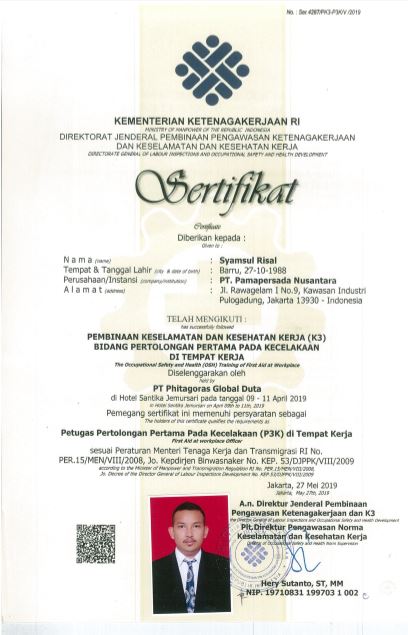 No. : Ser.4287/PK3-P3K/V /2019
KEMENTERIAN KETENAGAKERJAAN RI
MINISTRY OF MANPOWER OF THE REPUBLIC INDONESIA
DIREKTORAT JENDERAL PEMBINAAN PENGAWASAN KETENAGAKERJAAN
DAN KESELAMATAN DAN KESEHATAN KERJA
DIRECTORATE GENERAL OF LABOUR INSPECTIONS AND OCCUPATIONAL SAFETY AND HEALTH DEVELOPMENT
Sertifikat
Certificate
Diberikan kepada :
Given to :
N a m a (name) : Syamsul Risal
Tempat & Tanggal Lahir (city & date of birth) : Barru, 27-10-1988
Perusahaan/Instansi (company/institution) : PT. Pamapersada Nusantara
A l a m a t (address) : Jl. Rawagelam I No.9, Kawasan Industri
Pulogadung, Jakarta 13930 - Indonesia
TELAH MENGIKUTI :
has successfully followed
PEMBINAAN KESELAMATAN DAN KESEHATAN KERJA (K3)
BIDANG PERTOLONGAN PERTAMA PADA KECELAKAAN
DI TEMPAT KERJA
The Occupational Safety and Health (OSH) Training of First Aid at Workplace
Diselenggarakan oleh
held by
PT Phitagoras Global Duta
di Hotel Santika Jemursari pada tanggal 09 - 11 April 2019
in Hotel Santika Jemursari on April 09th to 11th, 2019
Pemegang sertifikat ini memenuhi persyaratan sebagai
The holders of this certificate qualifies the requirements as
Petugas Pertolongan Pertama Pada Kecelakaan (P3K) di Tempat Kerja
First Aid at Workplace Officer
sesuai Peraturan Menteri Tenaga Kerja dan Transmigrasi RI No.
PER.15/MEN/VIII/2008, Jo. Kepdirjen Binwasnaker No. KEP. 53/DJPPK/VIII/2009
according to the Minister of Manpower and Transmigration Regulation RI No. PER.15/MEN/VIII/2008,
Jo. Decree of the Director General of Labour Inspections Development No. KEP.53/DJPPK/VIII/2009
Jakarta, 27 Mei 2019
Jakarta, May 27th, 2019
A.n. Direktur Jenderal Pembinaan
Pengawasan Ketenagakerjaan dan K3
the Director General of Labour Inspections and Occupational Safety and Health Development
Plt.Direktur Pengawasan Norma
Keselamatan dan Kesehatan Kerja
of Occupational Safety and Health Norm Supervision
Hery Sutanto, ST, MM
NIP. 19710831 199703 1 002